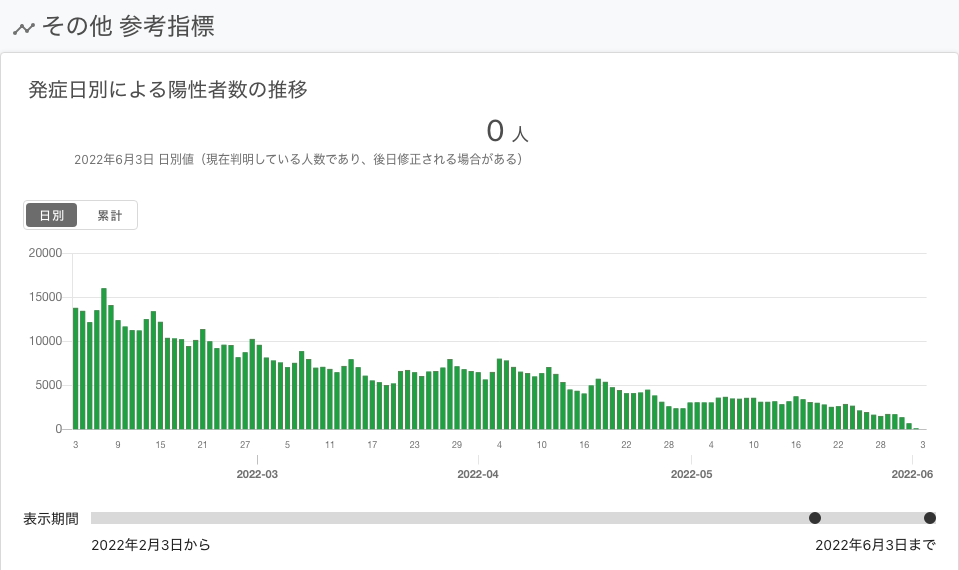 その他 参考指標
発症日別による陽性者数の推移
0 人
2022年6月3日 日別値（現在判明している人数であり、後日修正される場合がある）
日別 累計
20000
15000
10000
5000
0
3 9 15 21 27 5 11 17 23 29 4 10 16 22 28 4 10 16 22 28 3
2022-03 2022-04 2022-05 2022-06
表示期間
2022年2月3日から 2022年6月3日まで